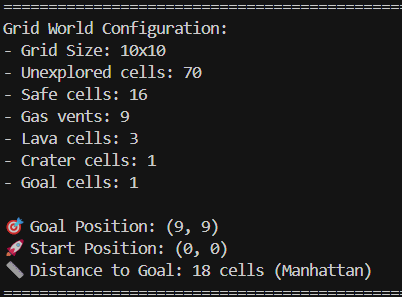 ============================================
Grid World Configuration:
- Grid Size: 10x10
- Unexplored cells: 70
- Safe cells: 16
- Gas vents: 9
- Lava cells: 3
- Crater cells: 1
- Goal cells: 1
🎯 Goal Position: (9, 9)
🚀 Start Position: (0, 0)
📏 Distance to Goal: 18 cells (Manhattan)
============================================